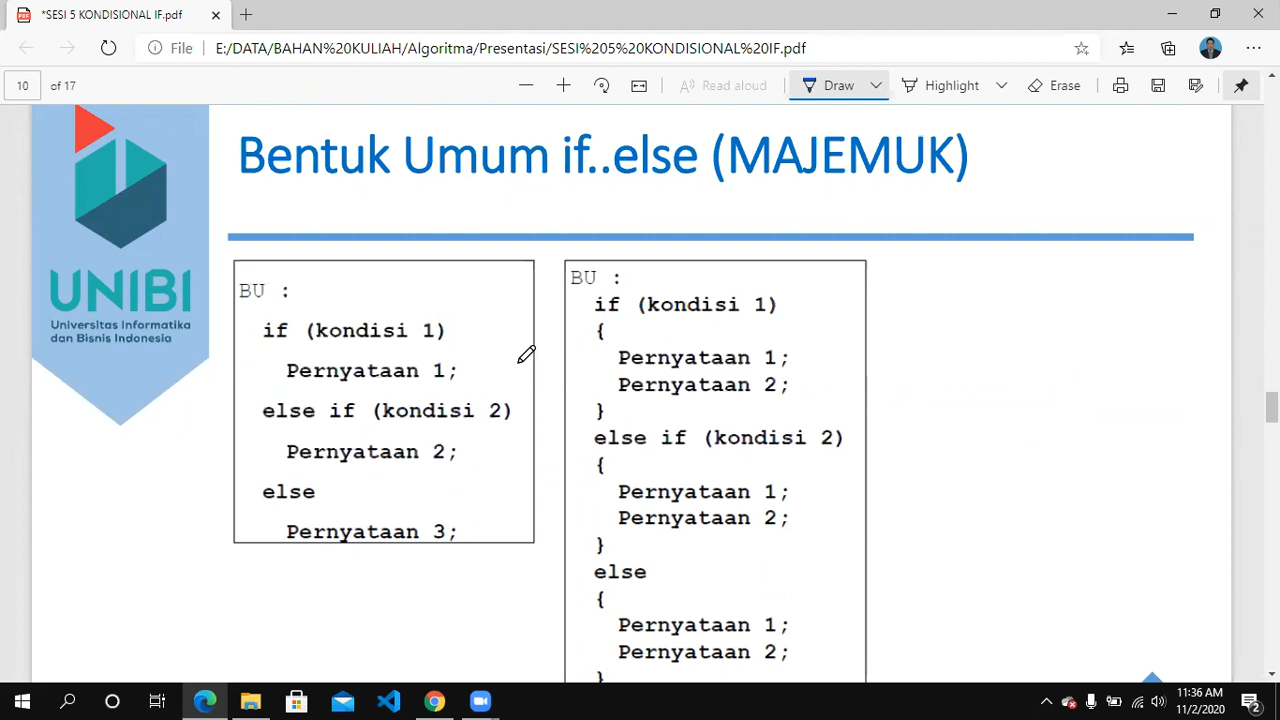 *SESI 5 KONDISIONAL IF.pdf
File E:/DATA/BAHAN%20KULIAH/Algoritma/Presentasi/SESI%205%20KONDISIONAL%20IF.pdf
10 of 17
Read aloud
Draw
Highlight
Erase
Bentuk Umum if..else (MAJEMUK)
UNIBI
Universitas Informatika
dan Bisnis Indonesia
BU :
if (kondisi 1)
Pernyataan 1;
else if (kondisi 2)
Pernyataan 2;
else
Pernyataan 3;
BU :
if (kondisi 1)
{
Pernyataan 1;
Pernyataan 2;
}
else if (kondisi 2)
{
Pernyataan 1;
Pernyataan 2;
}
else
{
Pernyataan 1;
Pernyataan 2;
}
11:36 AM
11/2/2020
2